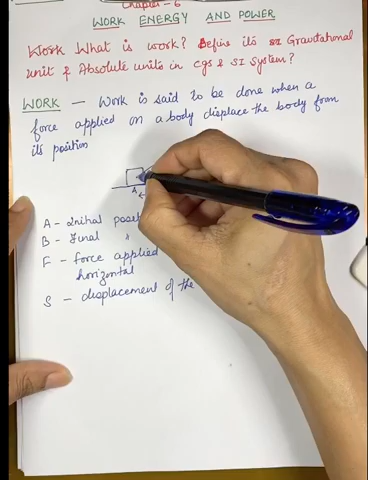 Chapter - 6
WORK ENERGY AND POWER
Work What is work? Define its SI Gravitational
unit & Absolute units in cgs & SI System?
WORK — Work is said to be done when a
force applied on a body displace the body from
its position
A
A - Initial posit
B - Final "
F - force applied
horizontal
S - displacement of the